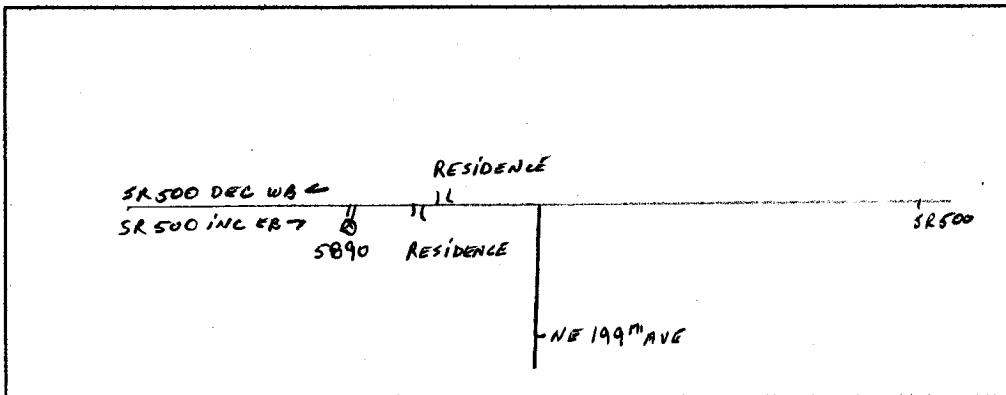 RESIDENCE
SR500 DEC WB ←
SR500 INC EB →
SR500
5890
RESIDENCE
NE 199TH AVE